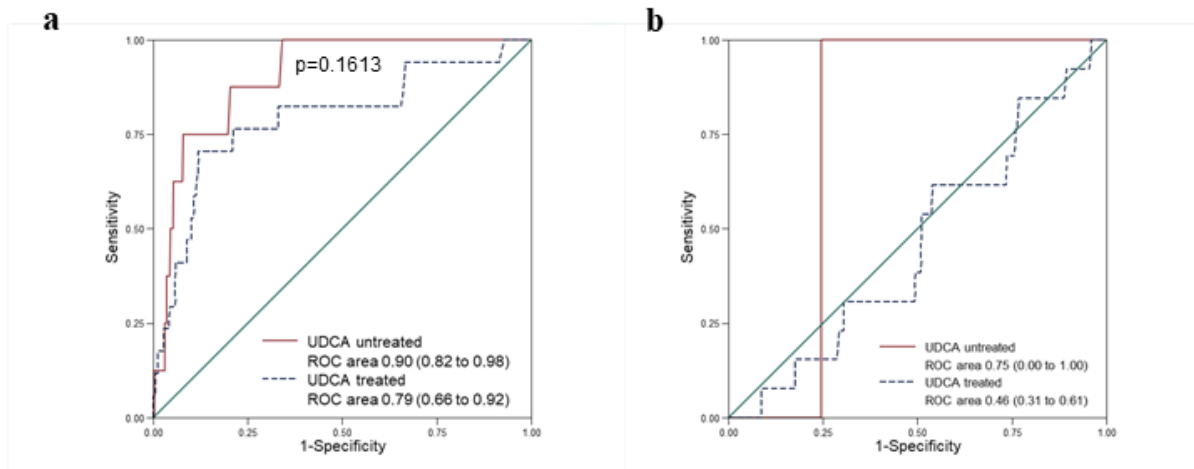 a
1.00
0.75
0.50
0.25
0.00
Sensitivity
p=0.1613
UDCA untreated
ROC area 0.90 (0.82 to 0.98)
UDCA treated
ROC area 0.79 (0.66 to 0.92)
0.00 0.25 0.50 0.75 1.00
1-Specificity
b
1.00
0.75
0.50
0.25
0.00
Sensitivity
UDCA untreated
ROC area 0.75 (0.00 to 1.00)
UDCA treated
ROC area 0.46 (0.31 to 0.61)
0.00 0.25 0.50 0.75 1.00
1-Specificity